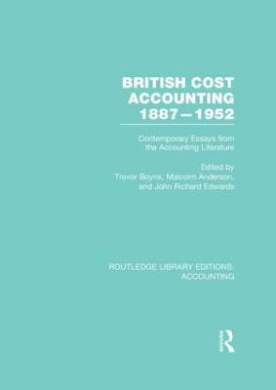 BRITISH COST
ACCOUNTING
1887—1952
Contemporary Essays from
the Accounting Literature
Edited by
Trevor Boyns, Malcolm Anderson,
and John Richard Edwards
ROUTLEDGE LIBRARY EDITIONS:
ACCOUNTING
R
Routledge